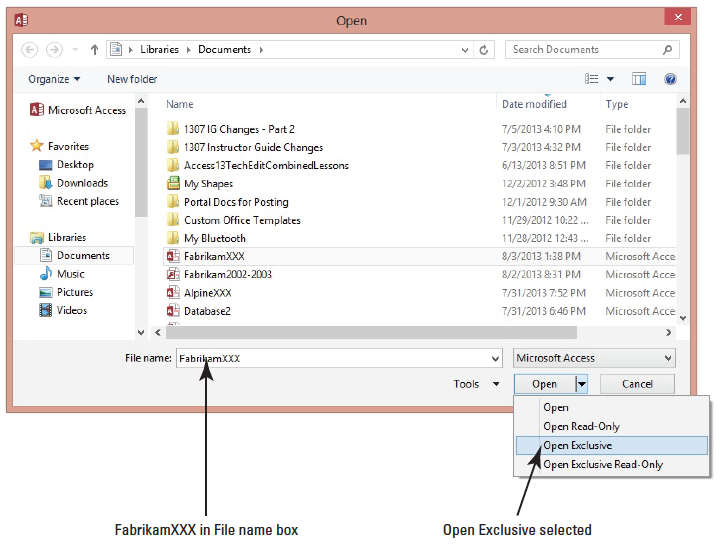 Open
Libraries Documents
Search Documents
Organize New folder
Name Date modified Type
Microsoft Access
Favorites
Desktop
Downloads
Recent places
Libraries
Documents
Music
Pictures
Videos
1307 IG Changes - Part 2 7/5/2013 4:10 PM File folder
1307 Instructor Guide Changes 7/3/2013 4:32 PM File folder
Access13TechEditCombinedLessons 6/13/2013 8:51 PM File folder
My Shapes 12/2/2012 3:48 PM File folder
Portal Docs for Posting 12/1/2012 9:30 AM File folder
Custom Office Templates 11/29/2012 10:22 ... File folder
My Bluetooth 11/28/2012 12:43 ... File folder
FabrikamXXX 8/3/2013 1:38 PM Microsoft Acce
Fabrikam2002-2003 8/2/2013 8:31 PM Microsoft Acce
AlpineXXX 7/31/2013 7:52 PM Microsoft Acce
Database2 7/31/2013 6:46 PM Microsoft Acce
File name: FabrikamXXX Microsoft Access
Tools Open Cancel
Open
Open Read-Only
Open Exclusive
Open Exclusive Read-Only
FabrikamXXX in File name box Open Exclusive selected